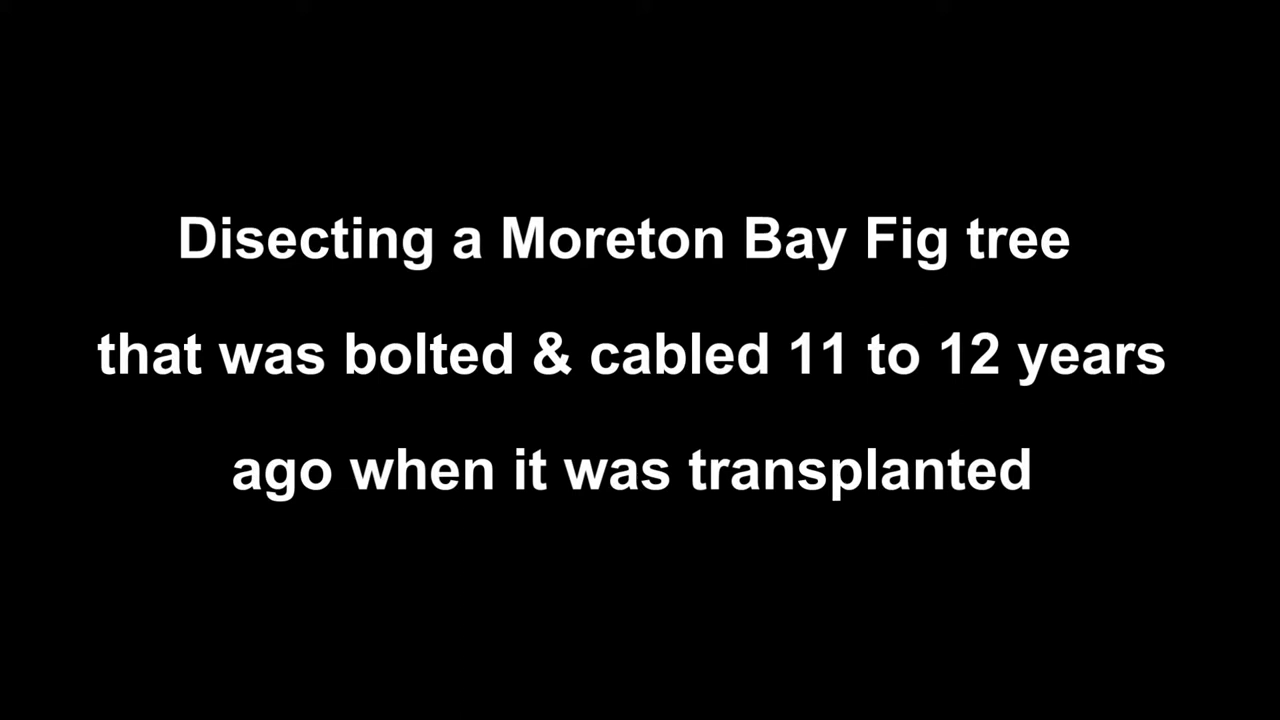 Disecting a Moreton Bay Fig tree
that was bolted & cabled 11 to 12 years
ago when it was transplanted